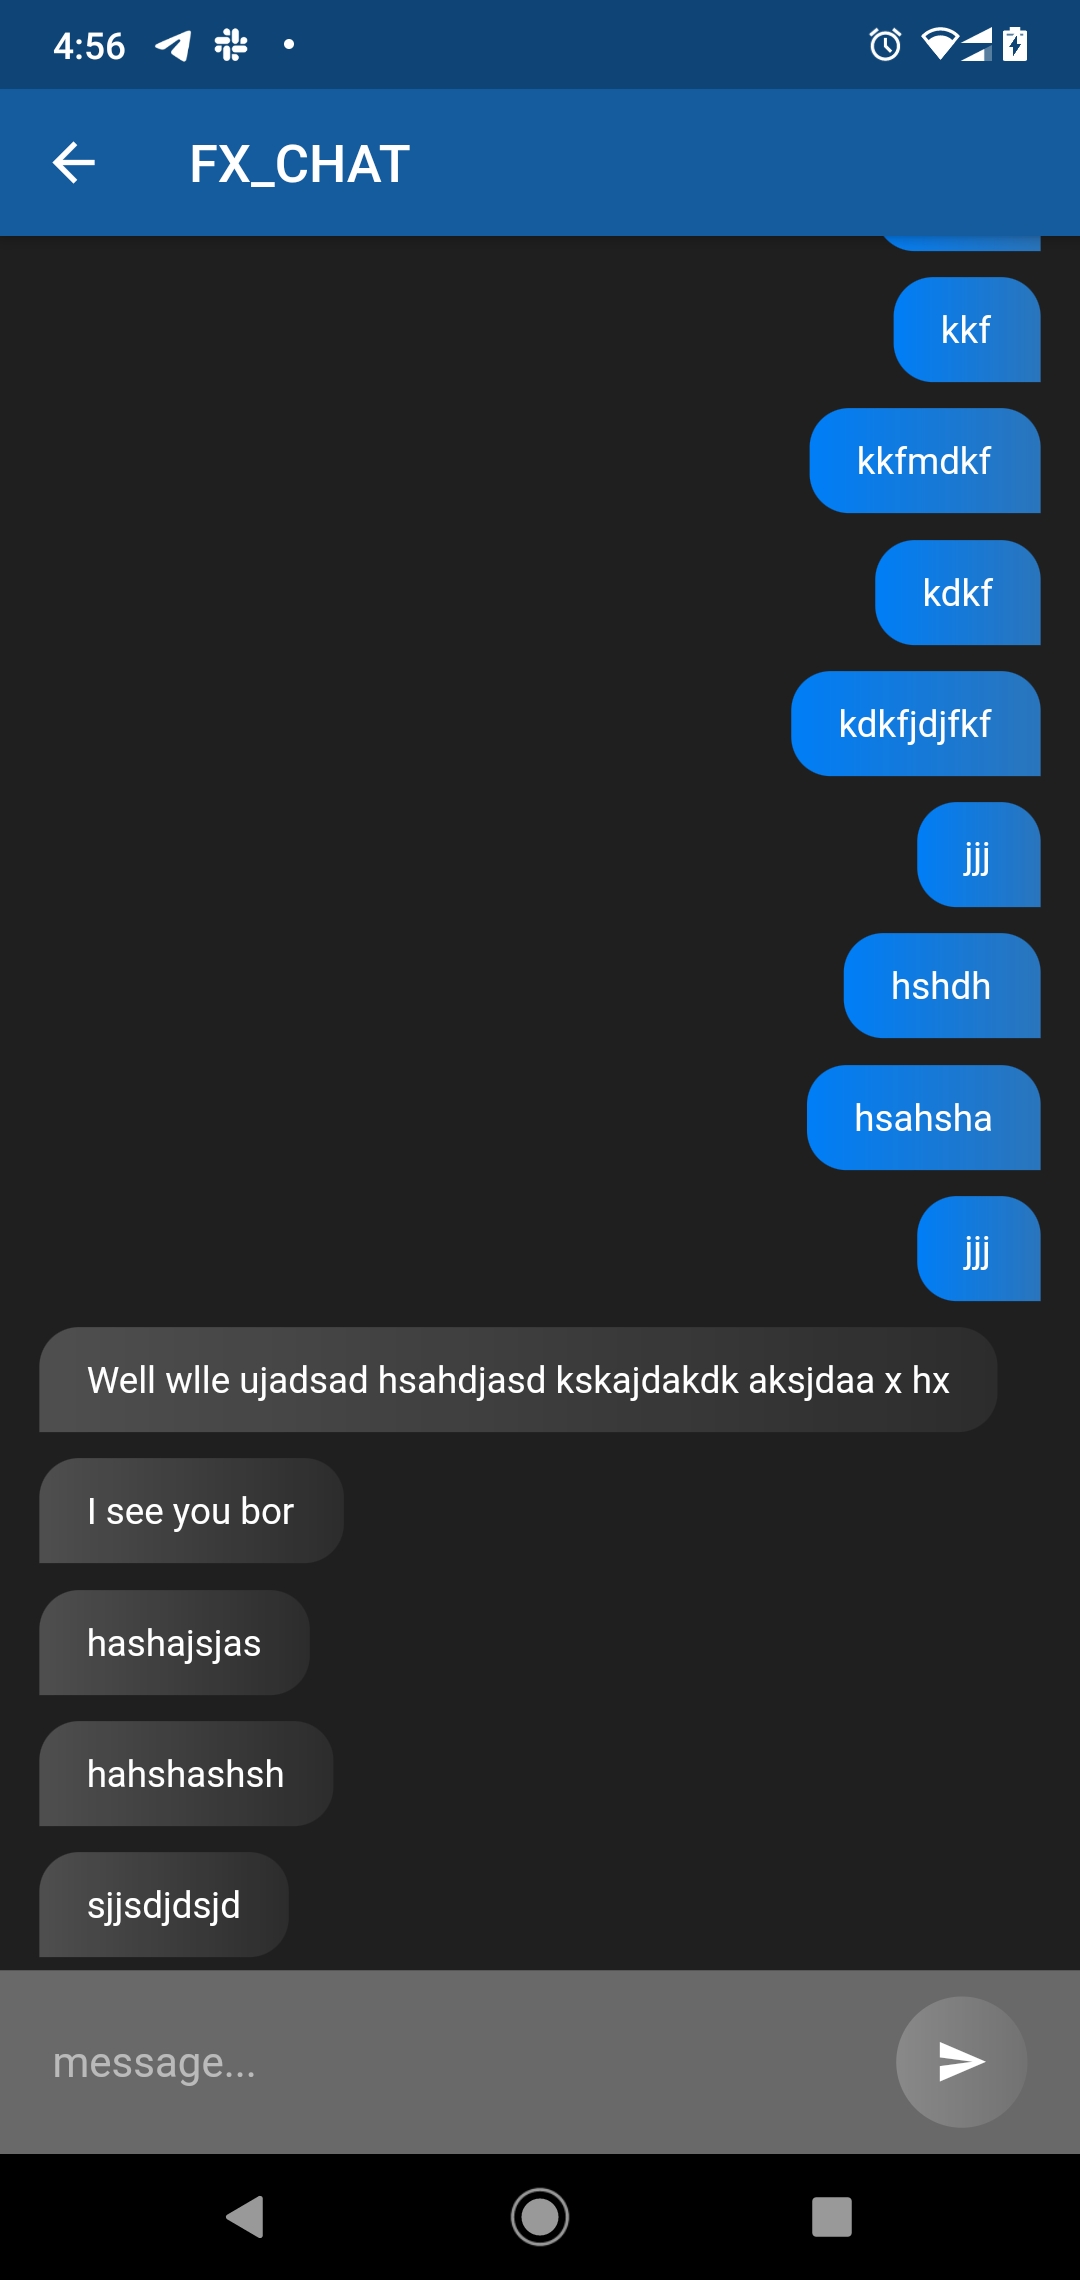 4:56
FX_CHAT
kkf
kkfmdkf
kdkf
kdkfjdjfkf
jjj
hshdh
hsahsha
jjj
Well wlle ujadsad hsahdjasd kskajdakdk aksjdaa x hx
I see you bor
hashajsjas
hahshashsh
sjjsdjdsjd
message...